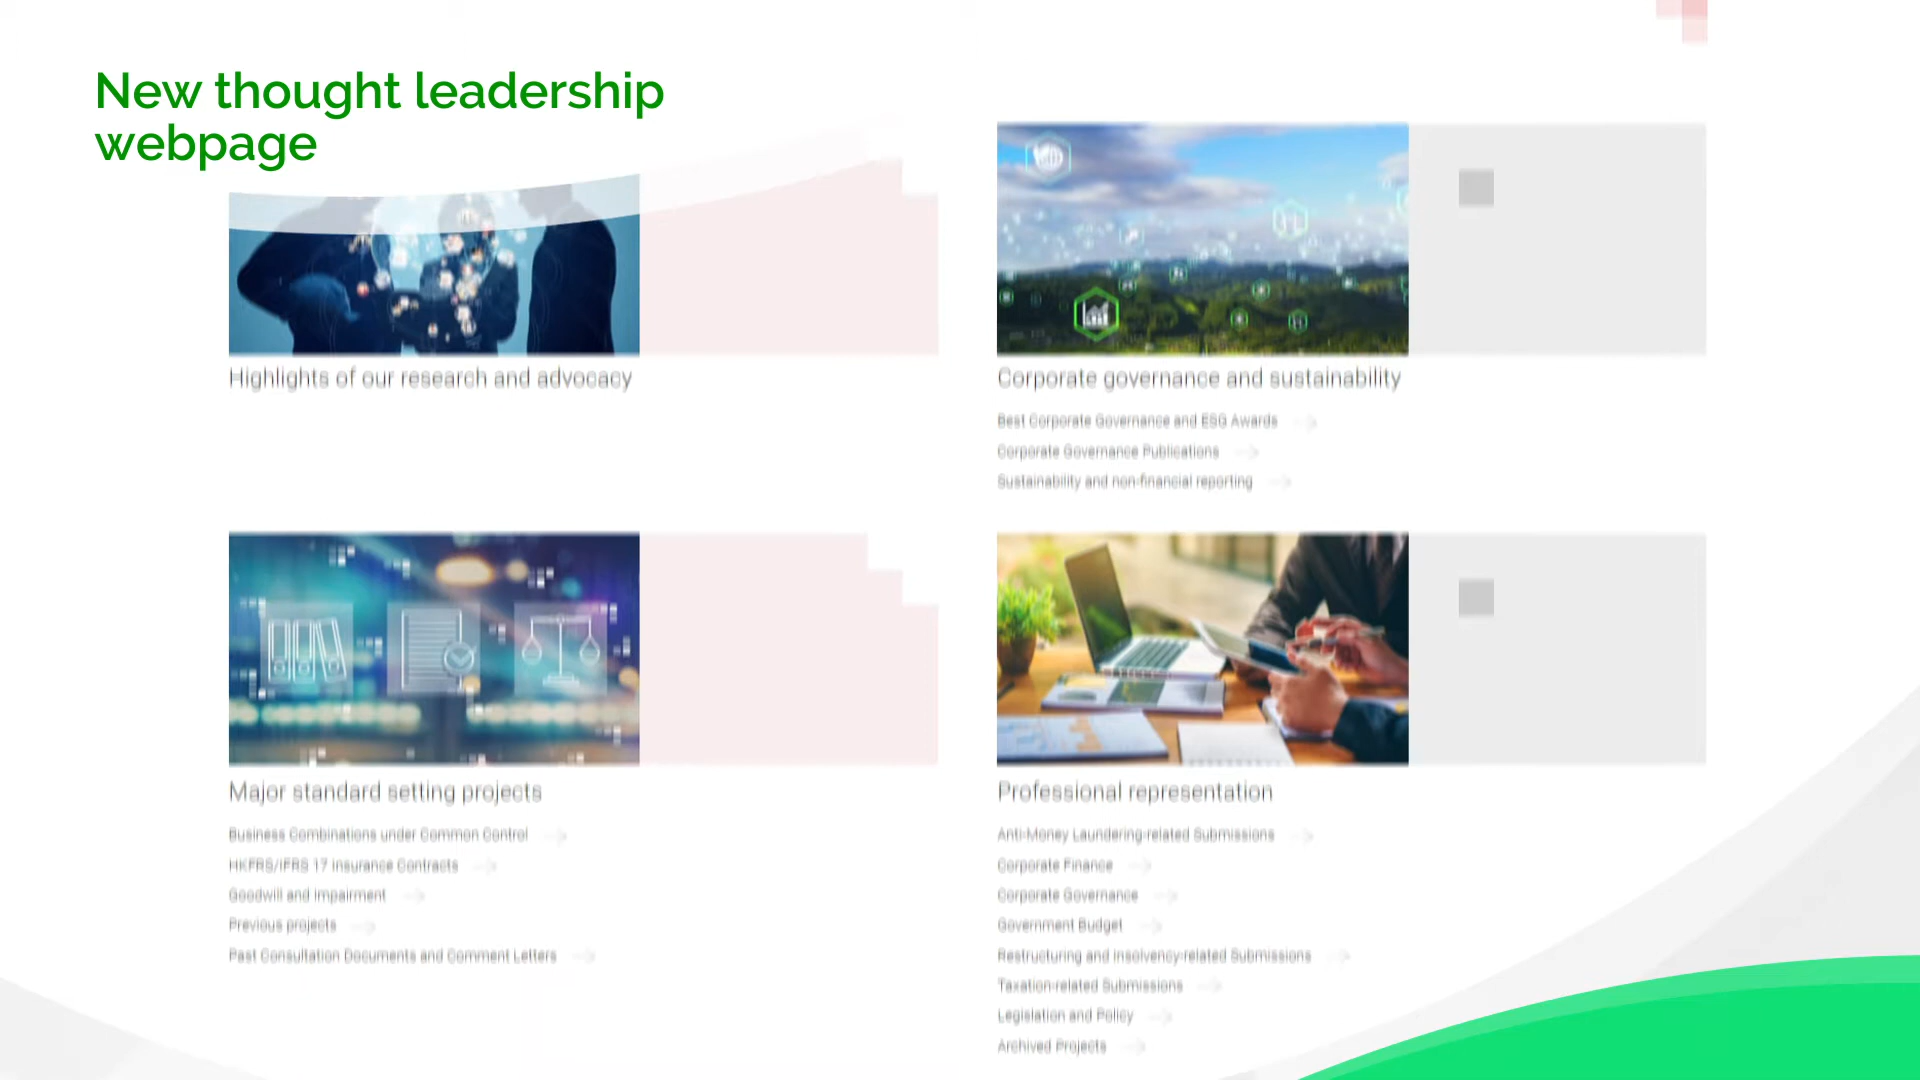 New thought leadership
webpage
Highlights of our research and advocacy
Corporate governance and sustainability
Best Corporate Governance and ESG Awards
Corporate Governance Publications
Sustainability and non-financial reporting
Major standard setting projects
Business Combinations under Common Control
HKFRS/IFRS 17 Insurance Contracts
Goodwill and Impairment
Previous projects
Past Consultation Documents and Comment Letters
Professional representation
Anti-Money Laundering-related Submissions
Corporate Finance
Corporate Governance
Government Budget
Restructuring and Insolvency-related Submissions
Taxation-related Submissions
Legislation and Policy
Archived Projects